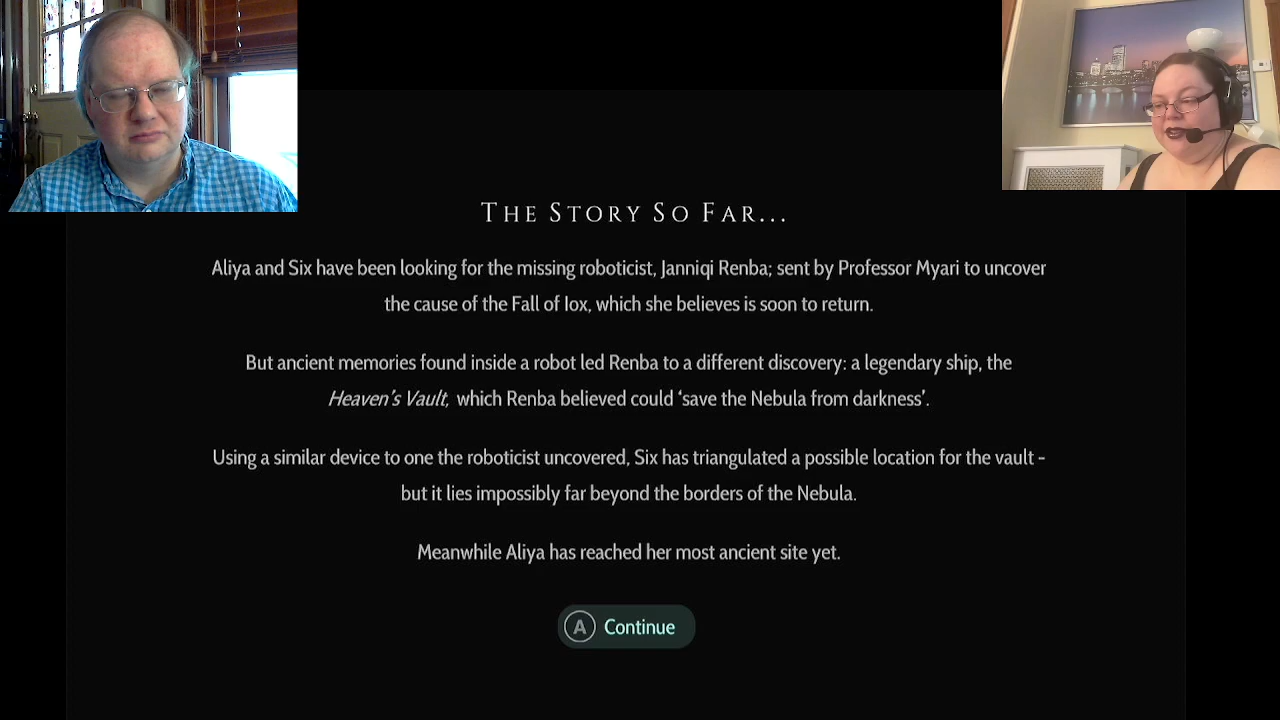 The Story So Far...
Aliya and Six have been looking for the missing roboticist, Janniqi Renba; sent by Professor Myari to uncover
the cause of the Fall of Iox, which she believes is soon to return.
But ancient memories found inside a robot led Renba to a different discovery: a legendary ship, the
Heaven's Vault, which Renba believed could ‘save the Nebula from darkness’.
Using a similar device to one the roboticist uncovered, Six has triangulated a possible location for the vault -
but it lies impossibly far beyond the borders of the Nebula.
Meanwhile Aliya has reached her most ancient site yet.
A Continue